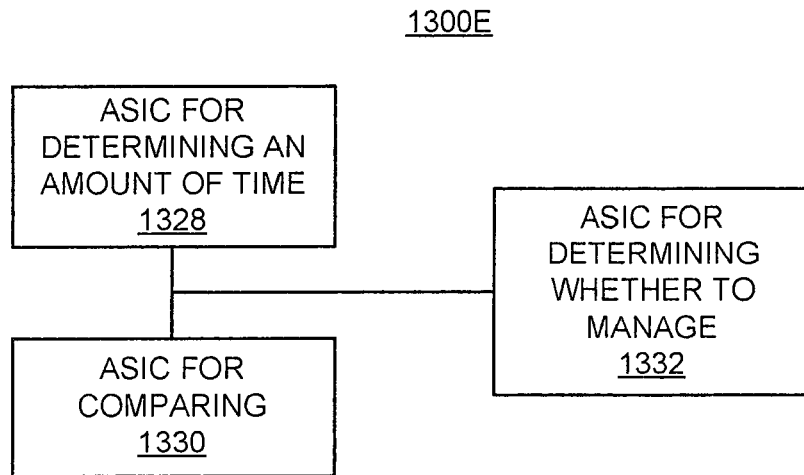 1300E
ASIC FOR
DETERMINING AN
AMOUNT OF TIME
1328
ASIC FOR
DETERMINING
WHETHER TO
MANAGE
1332
ASIC FOR
COMPARING
1330